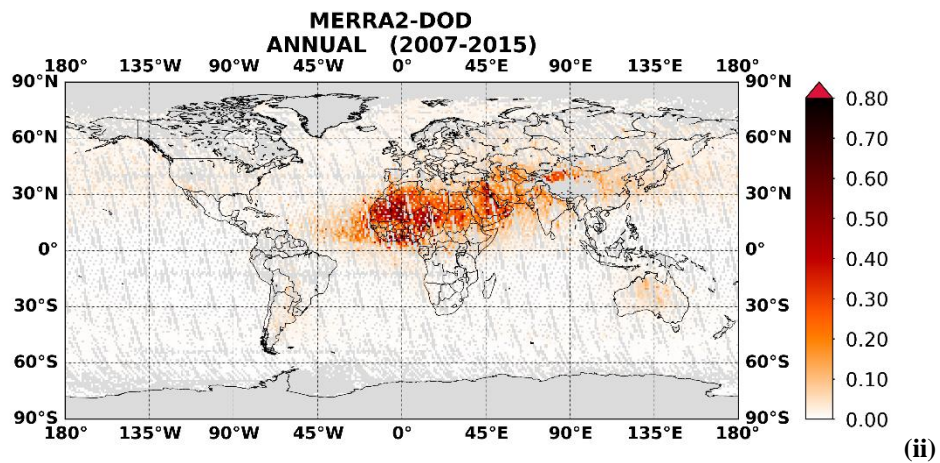 MERRA2-DOD
ANNUAL (2007-2015)
180° 135°W 90°W 45°W 0° 45°E 90°E 135°E 180°
90°N 90°N
60°N 60°N
30°N 30°N
0° 0°
30°S 30°S
60°S 60°S
90°S 90°S
180° 135°W 90°W 45°W 0° 45°E 90°E 135°E 180°
0.80
0.70
0.60
0.50
0.40
0.30
0.20
0.10
0.00
(ii)